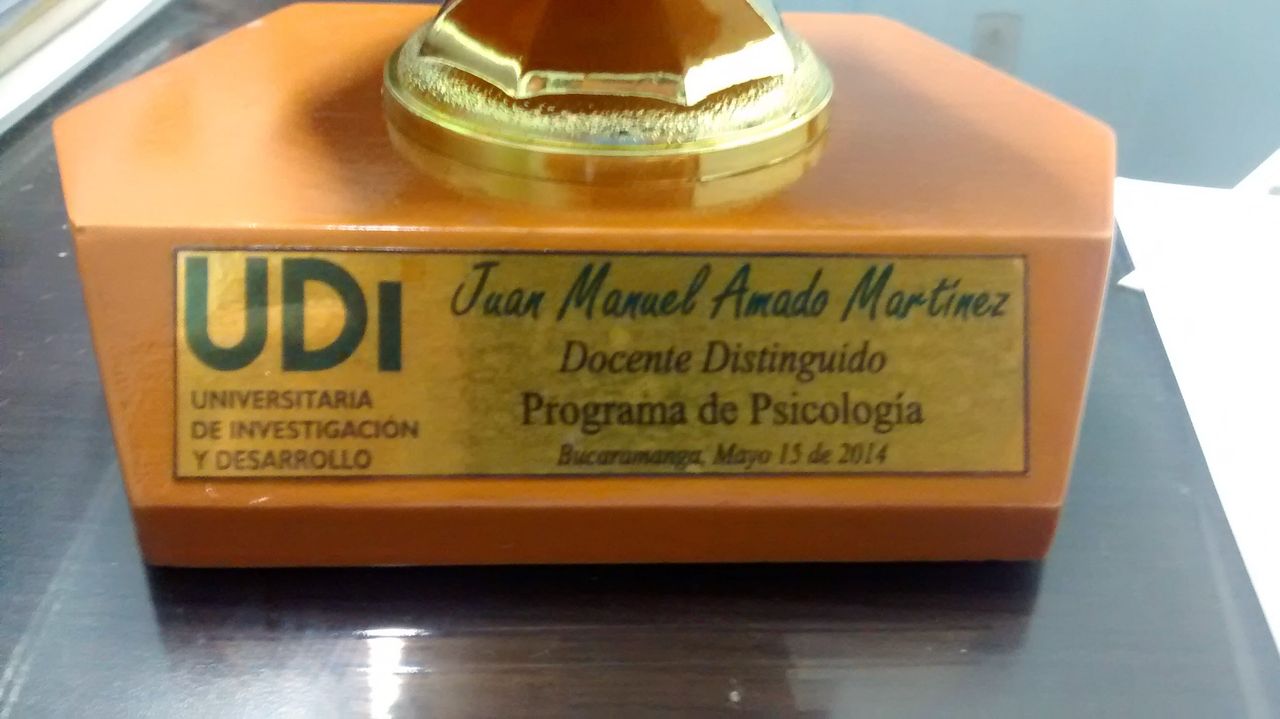 UDI
UNIVERSITARIA
DE INVESTIGACIÓN
Y DESARROLLO
Juan Manuel Amado Martínez
Docente Distinguido
Programa de Psicología
Bucaramanga, Mayo 15 de 2014